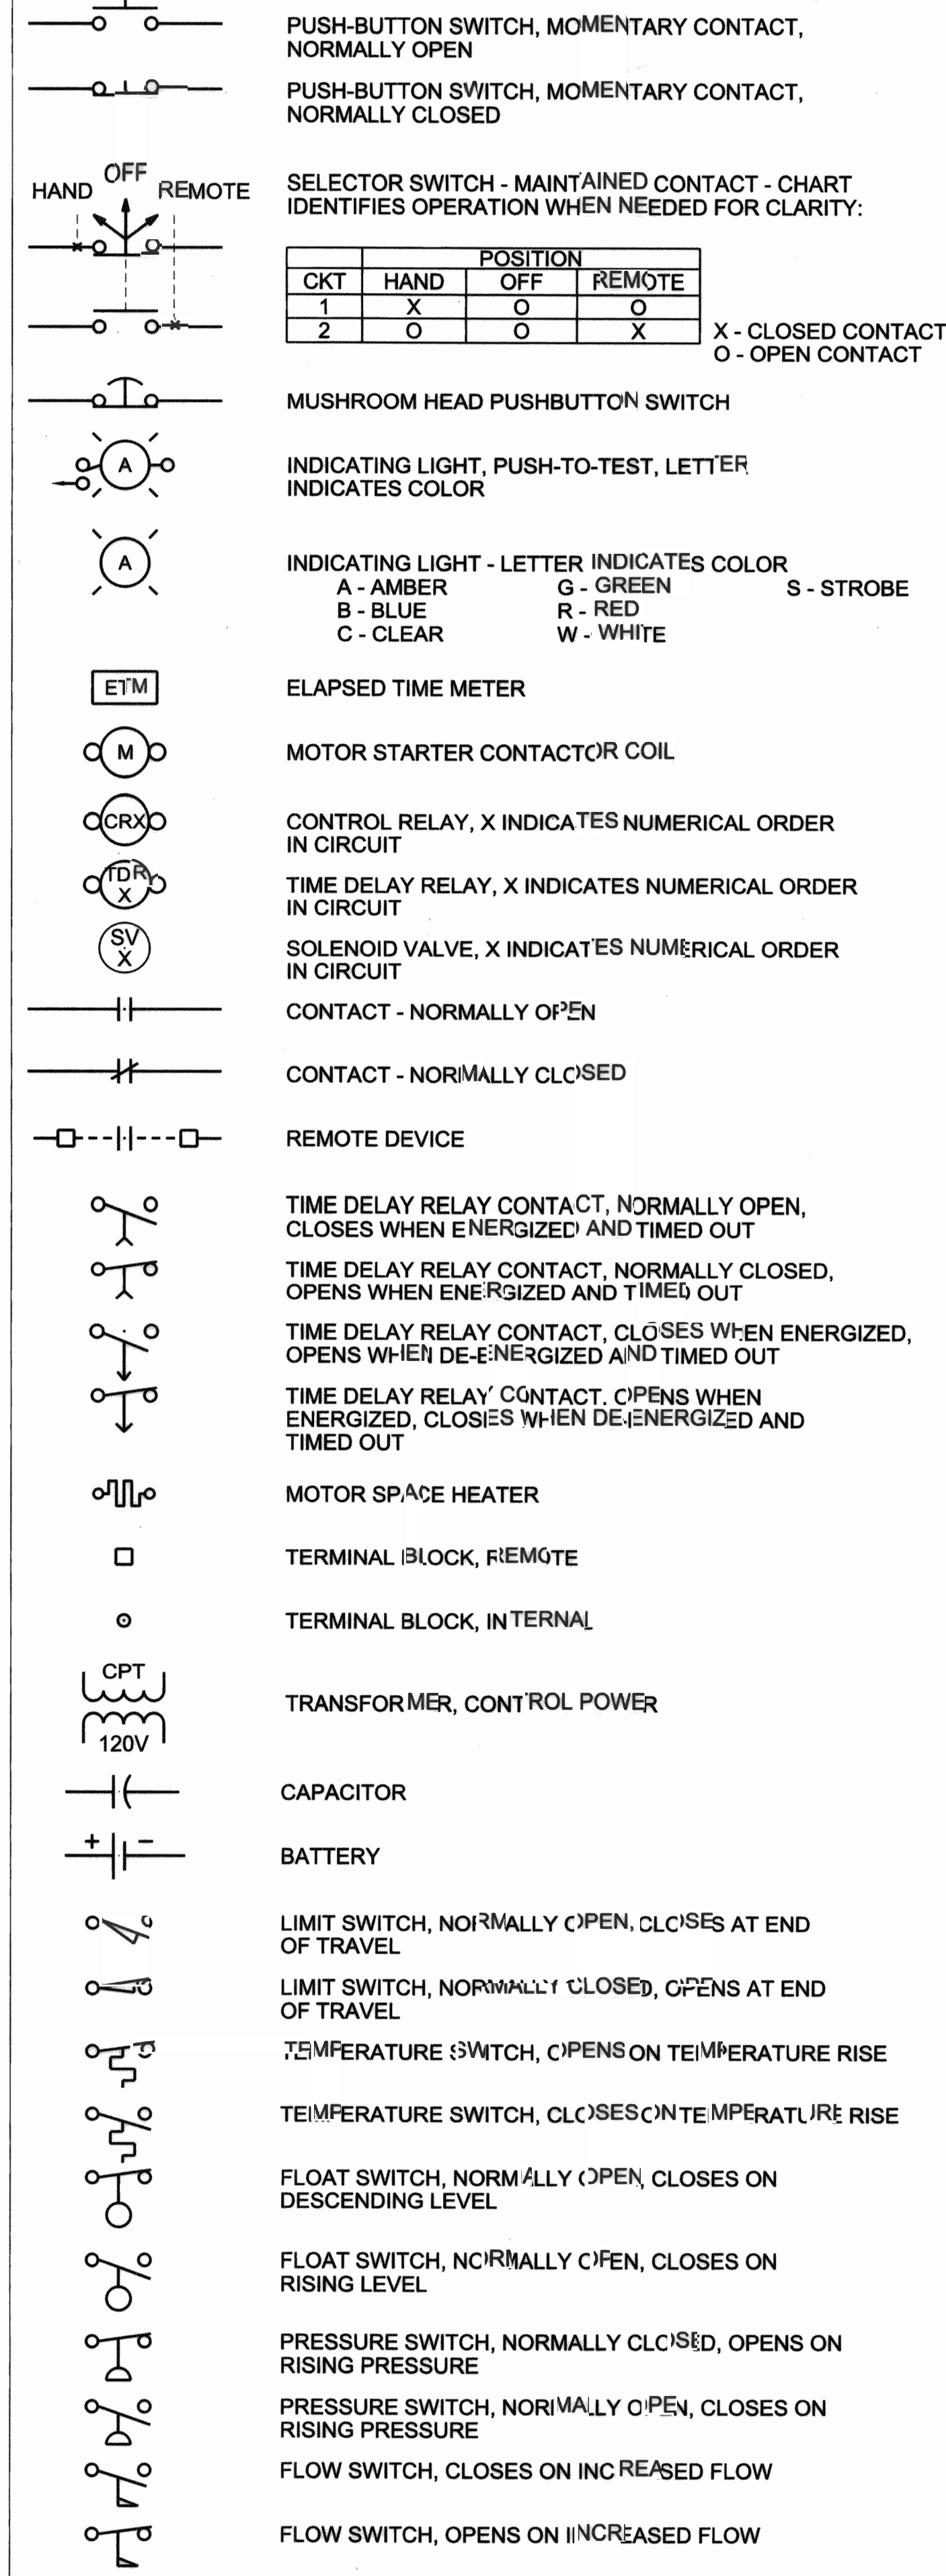 PUSH-BUTTON SWITCH, MOMENTARY CONTACT,
NORMALLY OPEN
PUSH-BUTTON SWITCH, MOMENTARY CONTACT,
NORMALLY CLOSED
OFF
HAND REMOTE
SELECTOR SWITCH - MAINTAINED CONTACT - CHART
IDENTIFIES OPERATION WHEN NEEDED FOR CLARITY:
POSITION
CKT HAND OFF REMOTE
1 X O O
2 O O X
X - CLOSED CONTACT
O - OPEN CONTACT
MUSHROOM HEAD PUSHBUTTON SWITCH
A
INDICATING LIGHT, PUSH-TO-TEST, LETTER
INDICATES COLOR
A
INDICATING LIGHT - LETTER INDICATES COLOR
A - AMBER G - GREEN S - STROBE
B - BLUE R - RED
C - CLEAR W - WHITE
ETM ELAPSED TIME METER
M MOTOR STARTER CONTACTOR COIL
CRX CONTROL RELAY, X INDICATES NUMERICAL ORDER
IN CIRCUIT
TDRY
X
TIME DELAY RELAY, X INDICATES NUMERICAL ORDER
IN CIRCUIT
SV
X
SOLENOID VALVE, X INDICATES NUMERICAL ORDER
IN CIRCUIT
CONTACT - NORMALLY OPEN
CONTACT - NORMALLY CLOSED
REMOTE DEVICE
TIME DELAY RELAY CONTACT, NORMALLY OPEN,
CLOSES WHEN ENERGIZED AND TIMED OUT
TIME DELAY RELAY CONTACT, NORMALLY CLOSED,
OPENS WHEN ENERGIZED AND TIMED OUT
TIME DELAY RELAY CONTACT, CLOSES WHEN ENERGIZED,
OPENS WHEN DE-ENERGIZED AND TIMED OUT
TIME DELAY RELAY CONTACT. OPENS WHEN
ENERGIZED, CLOSES WHEN DE-ENERGIZED AND
TIMED OUT
MOTOR SPACE HEATER
TERMINAL BLOCK, REMOTE
TERMINAL BLOCK, INTERNAL
CPT
120V
TRANSFORMER, CONTROL POWER
CAPACITOR
+ -
BATTERY
LIMIT SWITCH, NORMALLY OPEN, CLOSES AT END
OF TRAVEL
LIMIT SWITCH, NORMALLY CLOSED, OPENS AT END
OF TRAVEL
TEMPERATURE SWITCH, OPENS ON TEMPERATURE RISE
TEMPERATURE SWITCH, CLOSES ON TEMPERATURE RISE
FLOAT SWITCH, NORMALLY OPEN, CLOSES ON
DESCENDING LEVEL
FLOAT SWITCH, NORMALLY OPEN, CLOSES ON
RISING LEVEL
PRESSURE SWITCH, NORMALLY CLOSED, OPENS ON
RISING PRESSURE
PRESSURE SWITCH, NORMALLY OPEN, CLOSES ON
RISING PRESSURE
FLOW SWITCH, CLOSES ON INCREASED FLOW
FLOW SWITCH, OPENS ON INCREASED FLOW